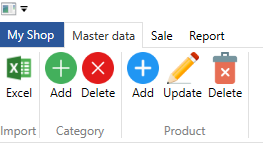 My Shop Master data Sale Report
Excel Add Delete Add Update Delete
Import Category Product